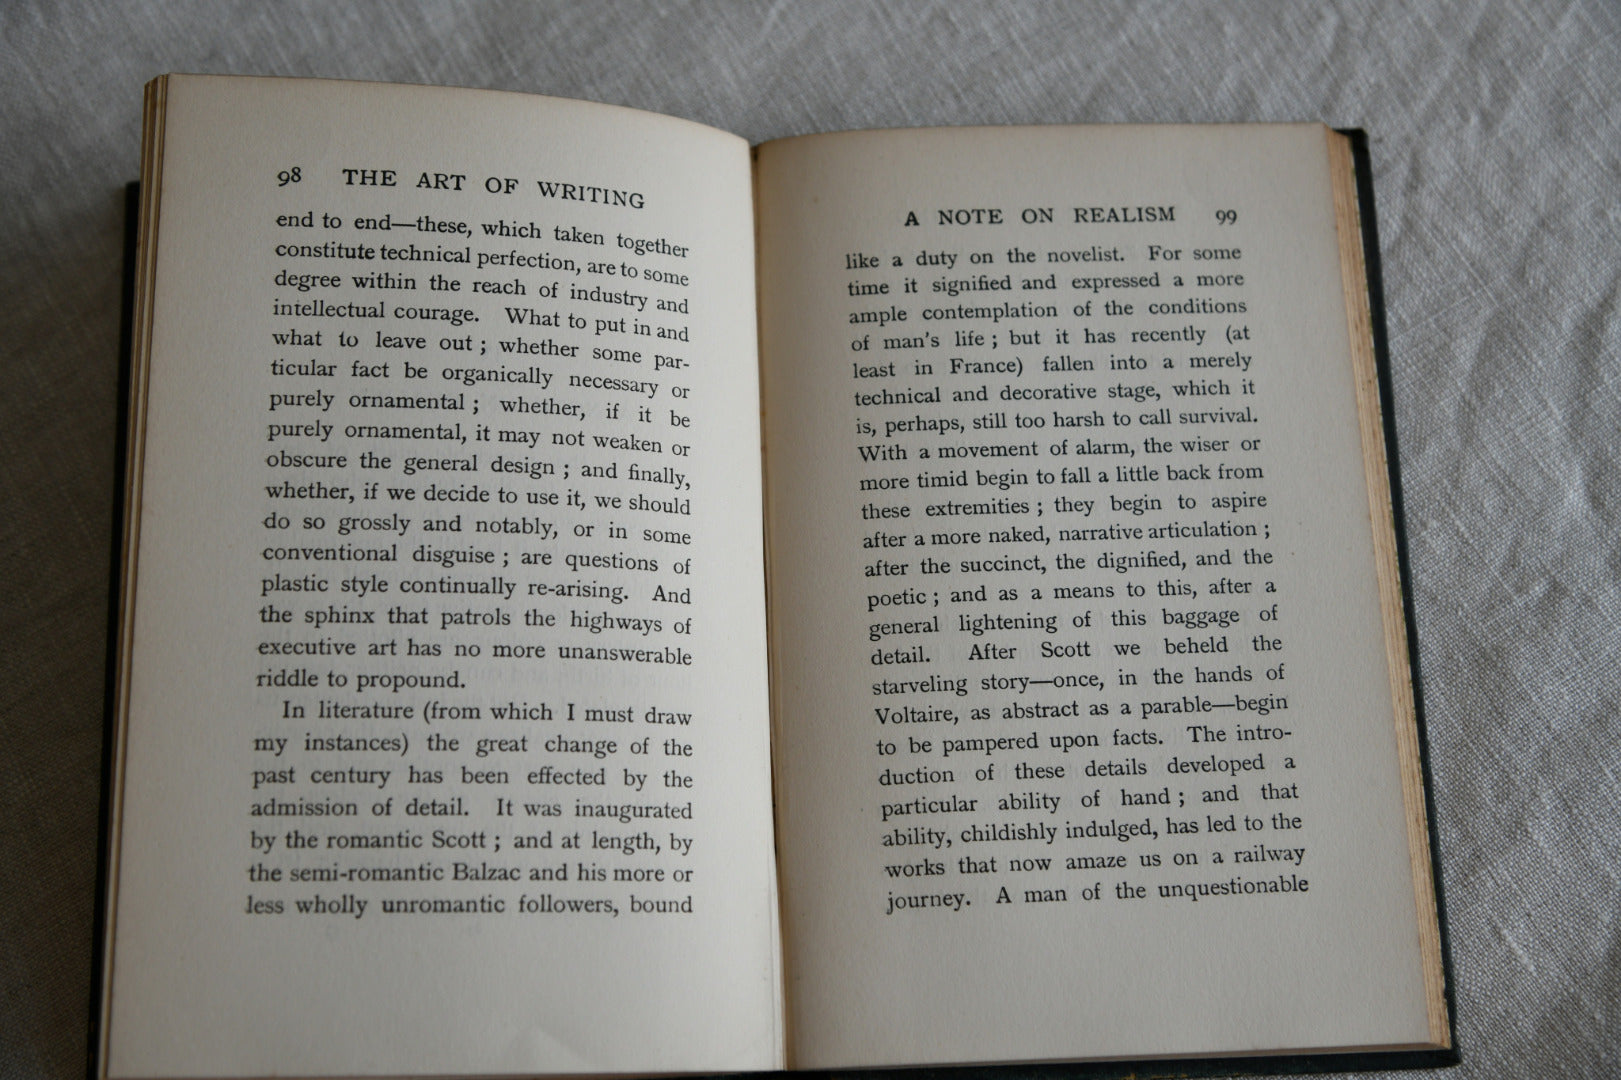 98 THE ART OF WRITING
end to end—these, which taken together
constitute technical perfection, are to some
degree within the reach of industry and
intellectual courage. What to put in and
what to leave out ; whether some par-
ticular fact be organically necessary or
purely ornamental ; whether, if it be
purely ornamental, it may not weaken or
obscure the general design ; and finally,
whether, if we decide to use it, we should
do so grossly and notably, or in some
conventional disguise ; are questions of
plastic style continually re-arising. And
the sphinx that patrols the highways of
executive art has no more unanswerable
riddle to propound.
In literature (from which I must draw
my instances) the great change of the
past century has been effected by the
admission of detail. It was inaugurated
by the romantic Scott ; and at length, by
the semi-romantic Balzac and his more or
less wholly unromantic followers, bound
A NOTE ON REALISM 99
like a duty on the novelist. For some
time it signified and expressed a more
ample contemplation of the conditions
of man's life ; but it has recently (at
least in France) fallen into a merely
technical and decorative stage, which it
is, perhaps, still too harsh to call survival.
With a movement of alarm, the wiser or
more timid begin to fall a little back from
these extremities ; they begin to aspire
after a more naked, narrative articulation ;
after the succinct, the dignified, and the
poetic ; and as a means to this, after a
general lightening of this baggage of
detail. After Scott we beheld the
starveling story—once, in the hands of
Voltaire, as abstract as a parable—begin
to be pampered upon facts. The intro-
duction of these details developed a
particular ability of hand ; and that
ability, childishly indulged, has led to the
works that now amaze us on a railway
journey. A man of the unquestionable